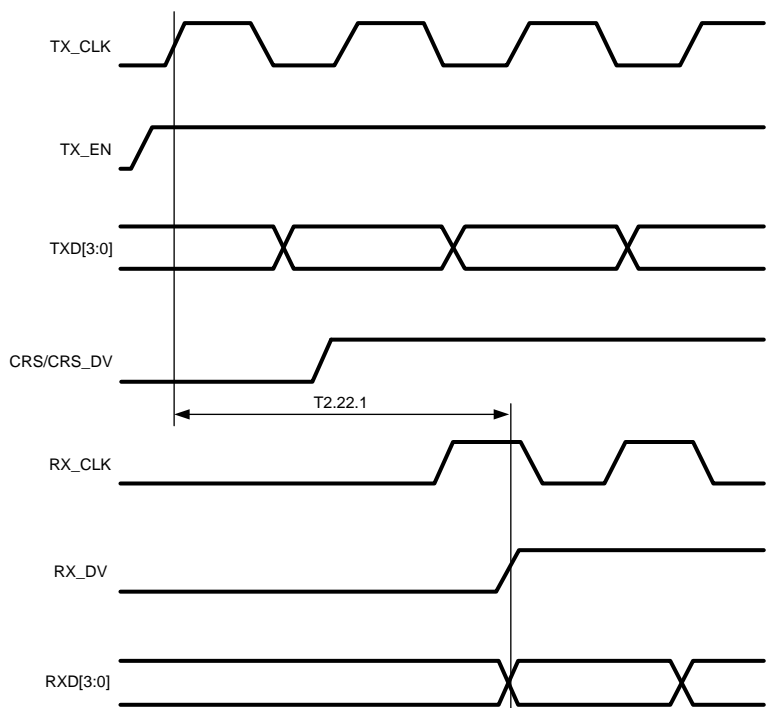 TX_CLK
TX_EN
TXD[3:0]
CRS/CRS_DV
T2.22.1
RX_CLK
RX_DV
RXD[3:0]